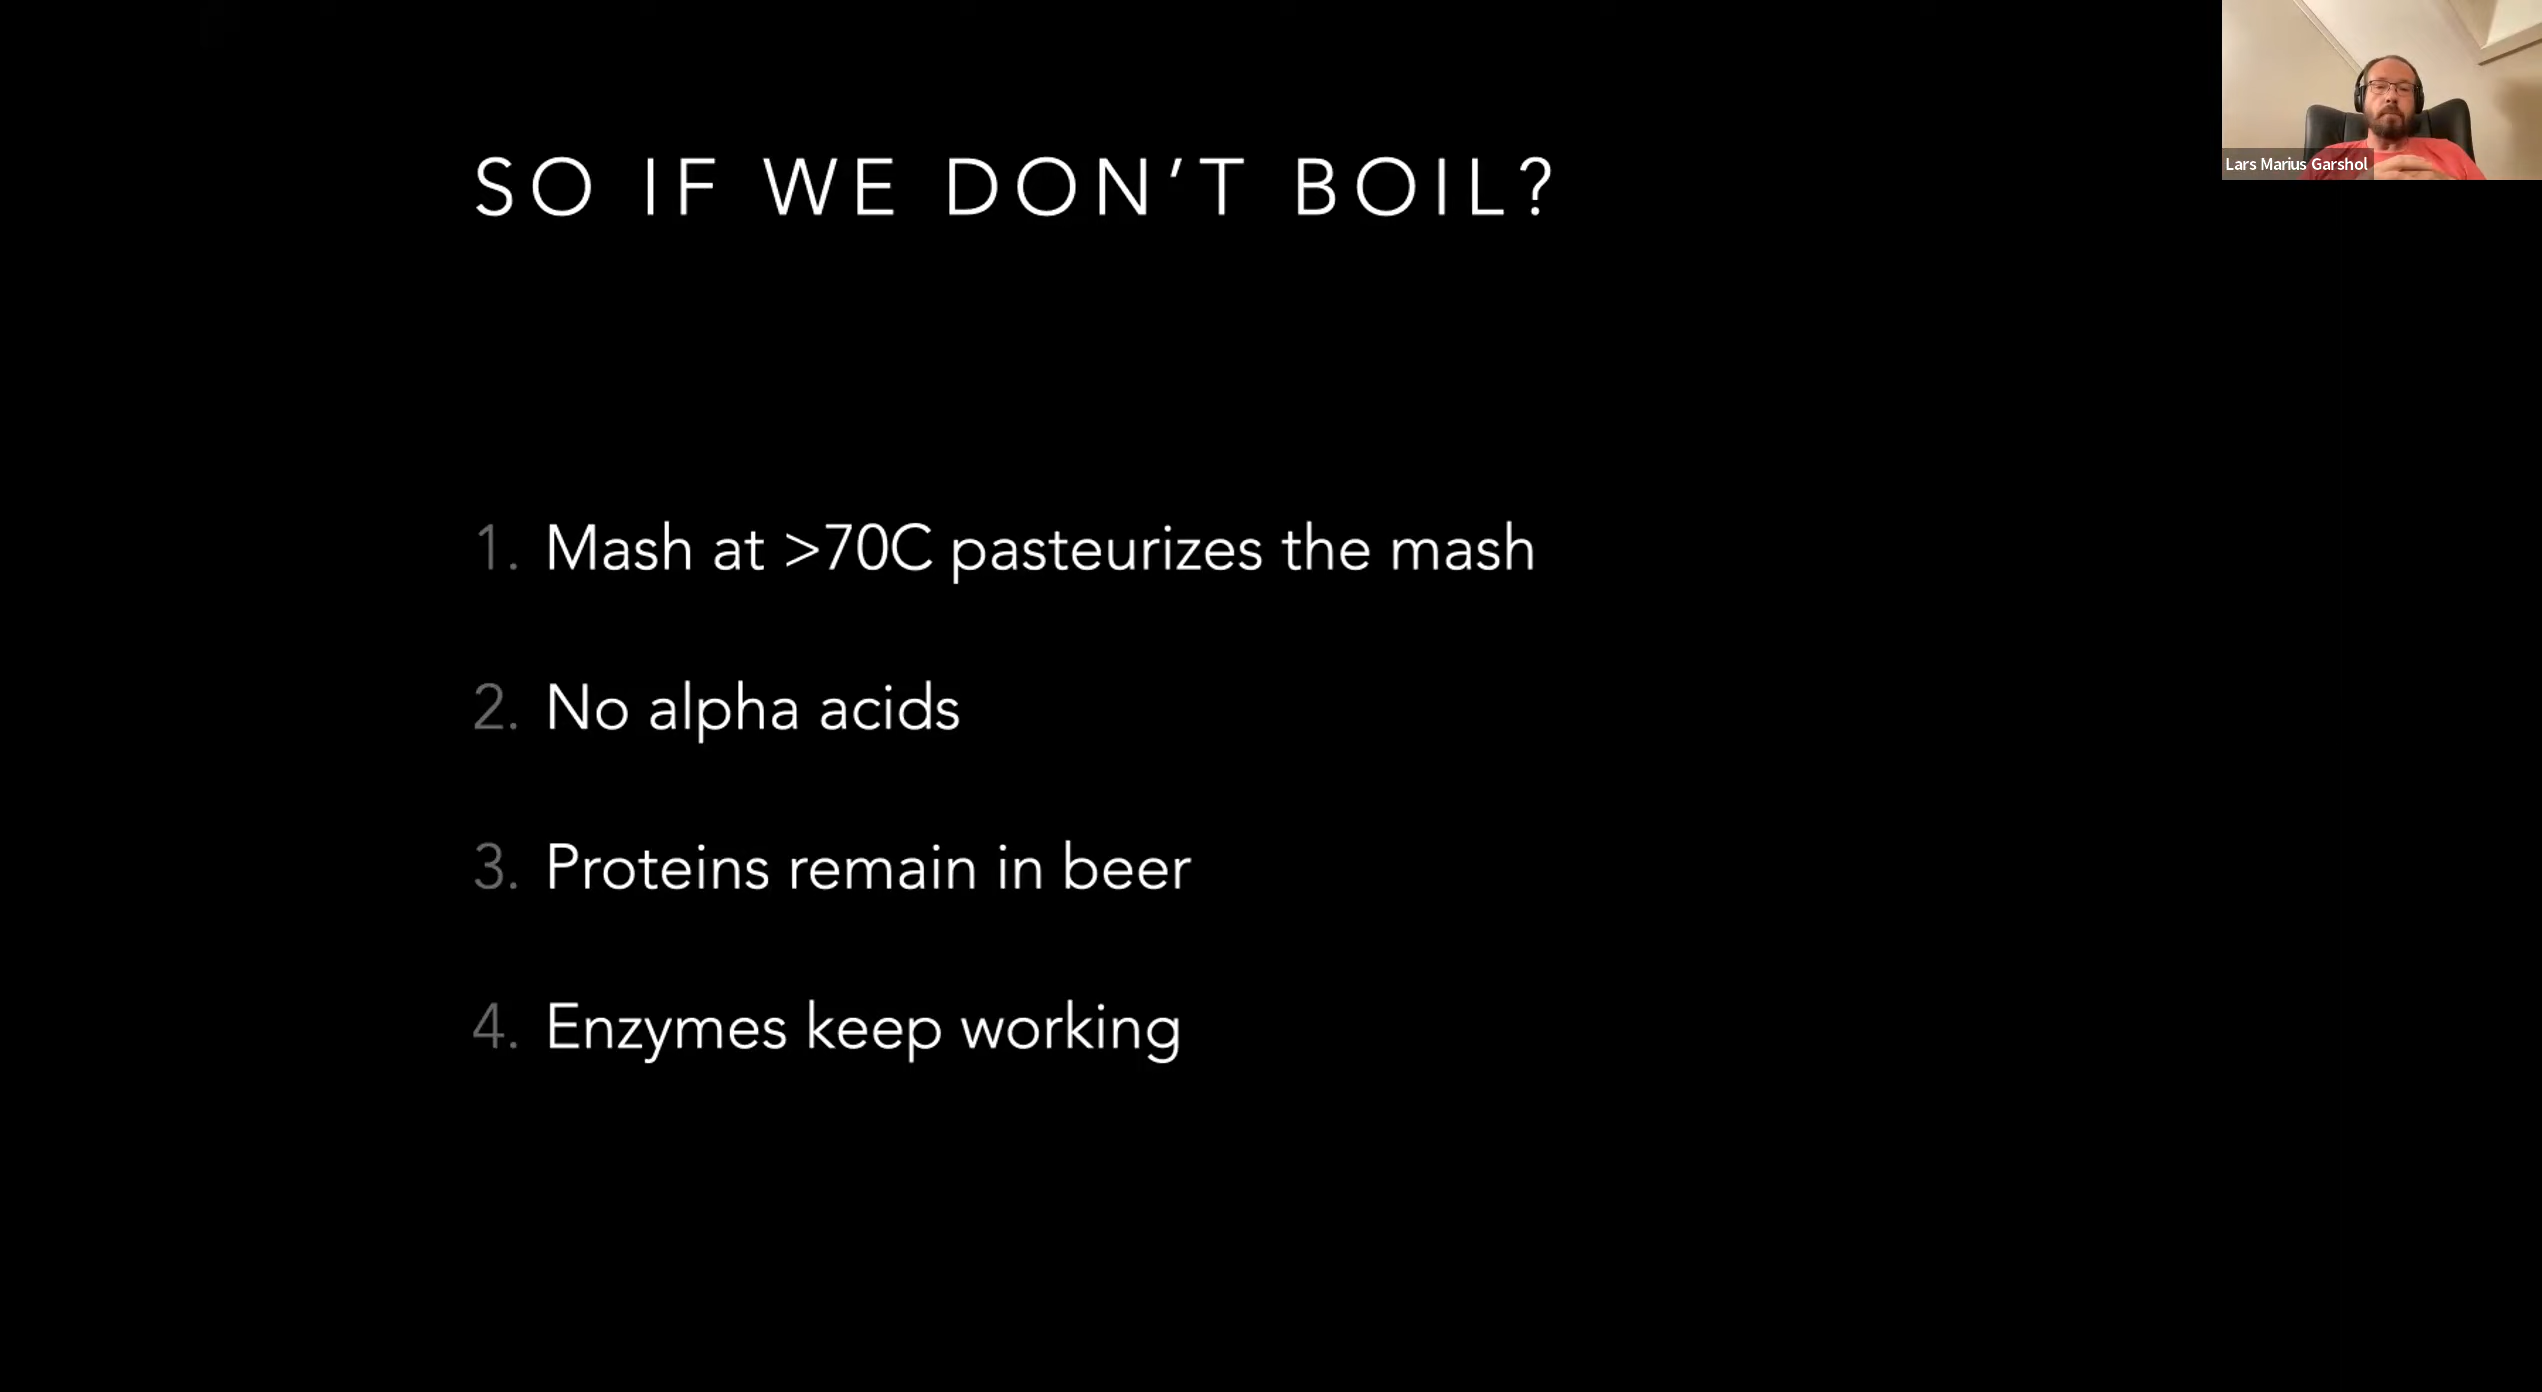 SO IF WE DON'T BOIL?
1. Mash at >70C pasteurizes the mash
2. No alpha acids
3. Proteins remain in beer
4. Enzymes keep working
Lars Marius Garshol